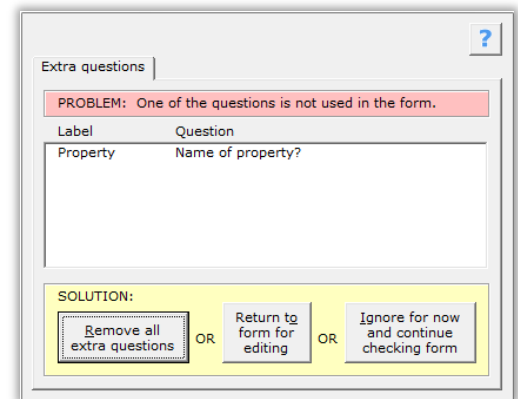 ?
Extra questions
PROBLEM: One of the questions is not used in the form.
Label Question
Property Name of property?
SOLUTION:
Remove all
extra questions
OR
Return to
form for
editing
OR
Ignore for now
and continue
checking form